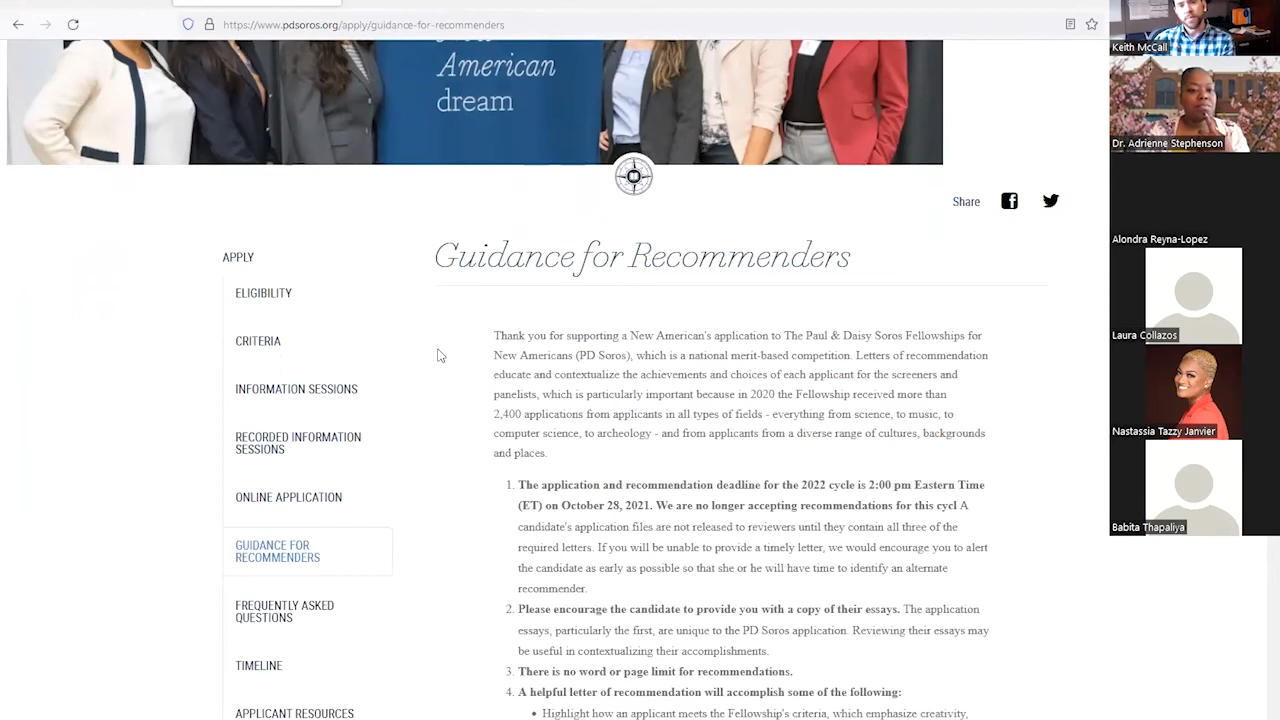 https://www.pdsoros.org/apply/guidance-for-recommenders
American
dream
Share
APPLY
ELIGIBILITY
CRITERIA
INFORMATION SESSIONS
RECORDED INFORMATION
SESSIONS
ONLINE APPLICATION
GUIDANCE FOR
RECOMMENDERS
FREQUENTLY ASKED
QUESTIONS
TIMELINE
APPLICANT RESOURCES
Guidance for Recommenders
Thank you for supporting a New American's application to The Paul & Daisy Soros Fellowships for
New Americans (PD Soros), which is a national merit-based competition. Letters of recommendation
educate and contextualize the achievements and choices of each applicant for the screeners and
panelists, which is particularly important because in 2020 the Fellowship received more than
2,400 applications from applicants in all types of fields - everything from science, to music, to
computer science, to archeology - and from applicants from a diverse range of cultures, backgrounds
and places.
1. The application and recommendation deadline for the 2022 cycle is 2:00 pm Eastern Time
(ET) on October 28, 2021. We are no longer accepting recommendations for this cycl A
candidate's application files are not released to reviewers until they contain all three of the
required letters. If you will be unable to provide a timely letter, we would encourage you to alert
the candidate as early as possible so that she or he will have time to identify an alternate
recommender.
2. Please encourage the candidate to provide you with a copy of their essays. The application
essays, particularly the first, are unique to the PD Soros application. Reviewing their essays may
be useful in contextualizing their accomplishments.
3. There is no word or page limit for recommendations.
4. A helpful letter of recommendation will accomplish some of the following:
• Highlight how an applicant meets the Fellowship's criteria, which emphasize creativity,
Keith McCall
Dr. Adrienne Stephenson
Alondra Reyna-Lopez
Laura Collazos
Nastassia Tazzy Janvier
Babita Thapaliya